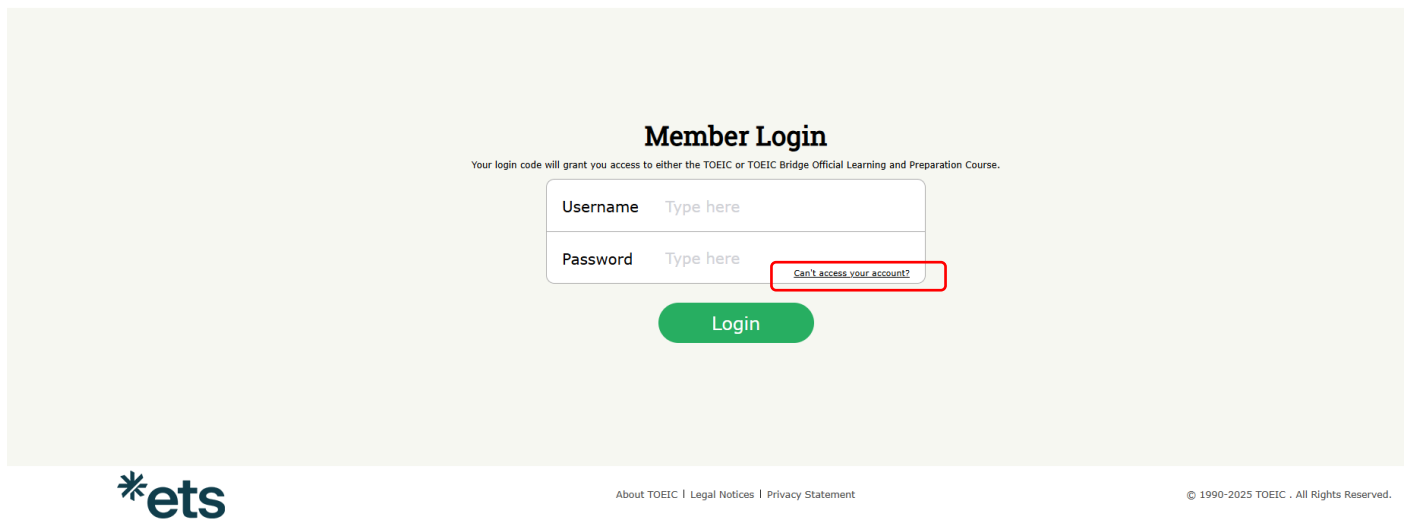 Member Login
Your login code will grant you access to either the TOEIC or TOEIC Bridge Official Learning and Preparation Course.
Username Type here
Password Type here
Can't access your account?
Login
ets
About TOEIC | Legal Notices | Privacy Statement
© 1990-2025 TOEIC . All Rights Reserved.